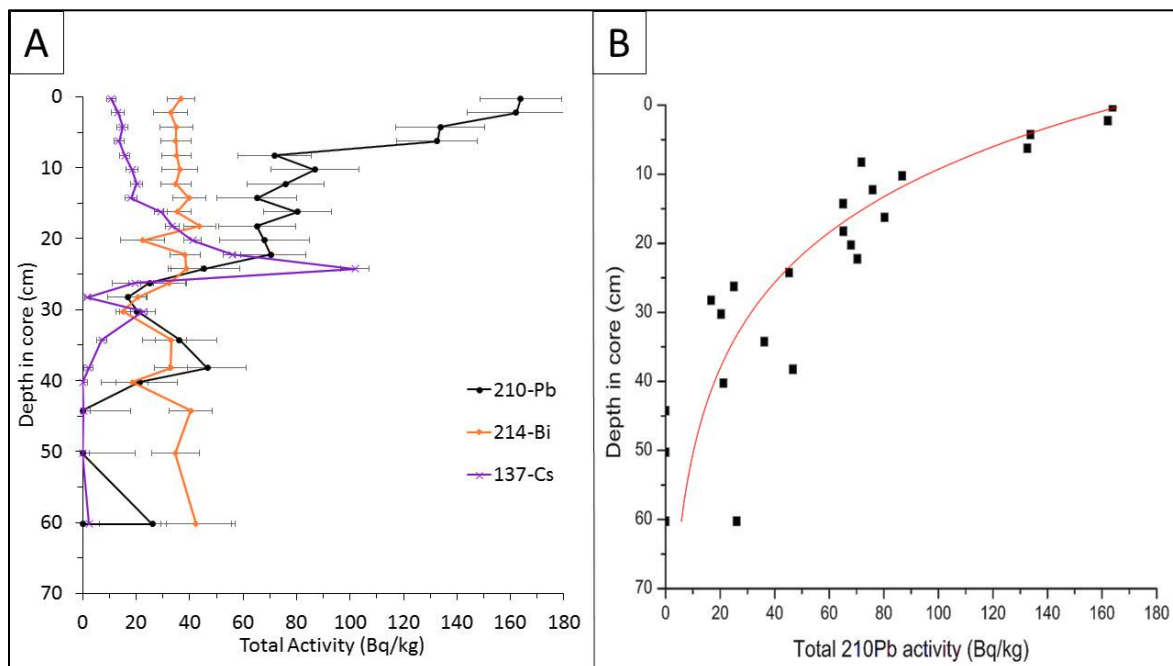 A
0
10
20
30
40
50
60
70
Depth in core (cm)
210-Pb
214-Bi
137-Cs
0 20 40 60 80 100 120 140 160 180
Total Activity (Bq/kg)
B
0
10
20
30
40
50
60
70
Depth in core (cm)
0 20 40 60 80 100 120 140 160 180
Total 210Pb activity (Bq/kg)